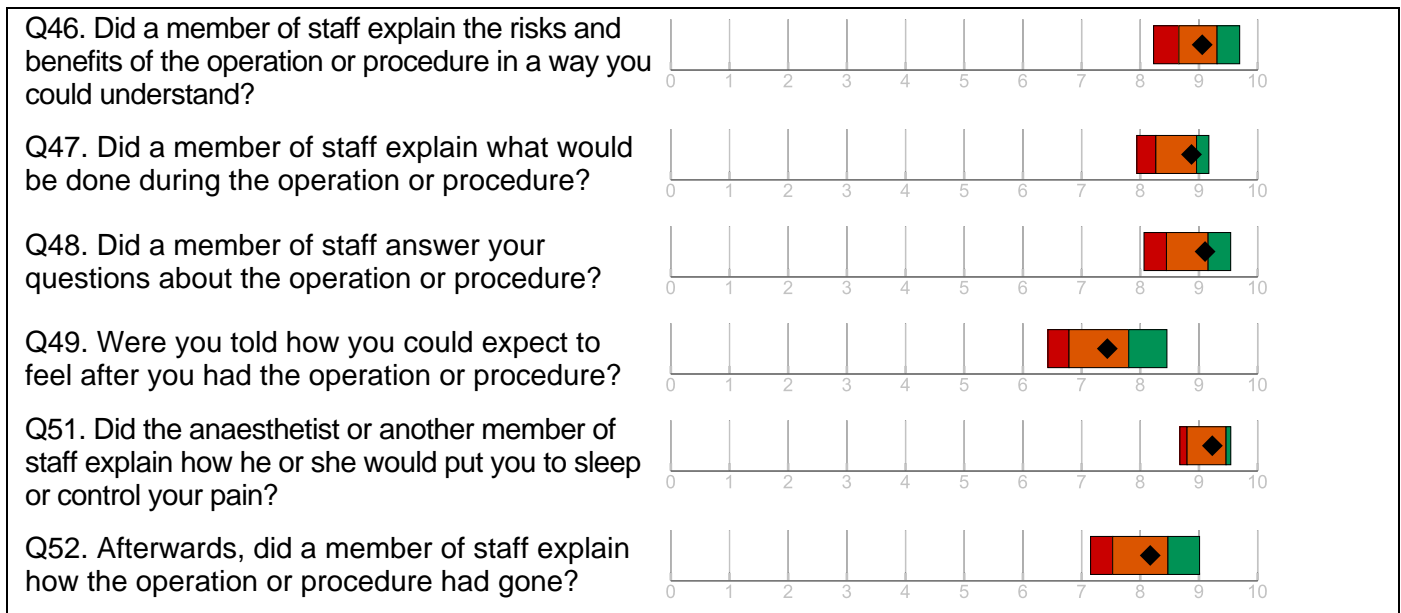 Q46. Did a member of staff explain the risks and
benefits of the operation or procedure in a way you
could understand?
0 1 2 3 4 5 6 7 8 9 10
Q47. Did a member of staff explain what would
be done during the operation or procedure?
0 1 2 3 4 5 6 7 8 9 10
Q48. Did a member of staff answer your
questions about the operation or procedure?
0 1 2 3 4 5 6 7 8 9 10
Q49. Were you told how you could expect to
feel after you had the operation or procedure?
0 1 2 3 4 5 6 7 8 9 10
Q51. Did the anaesthetist or another member of
staff explain how he or she would put you to sleep
or control your pain?
0 1 2 3 4 5 6 7 8 9 10
Q52. Afterwards, did a member of staff explain
how the operation or procedure had gone?
0 1 2 3 4 5 6 7 8 9 10